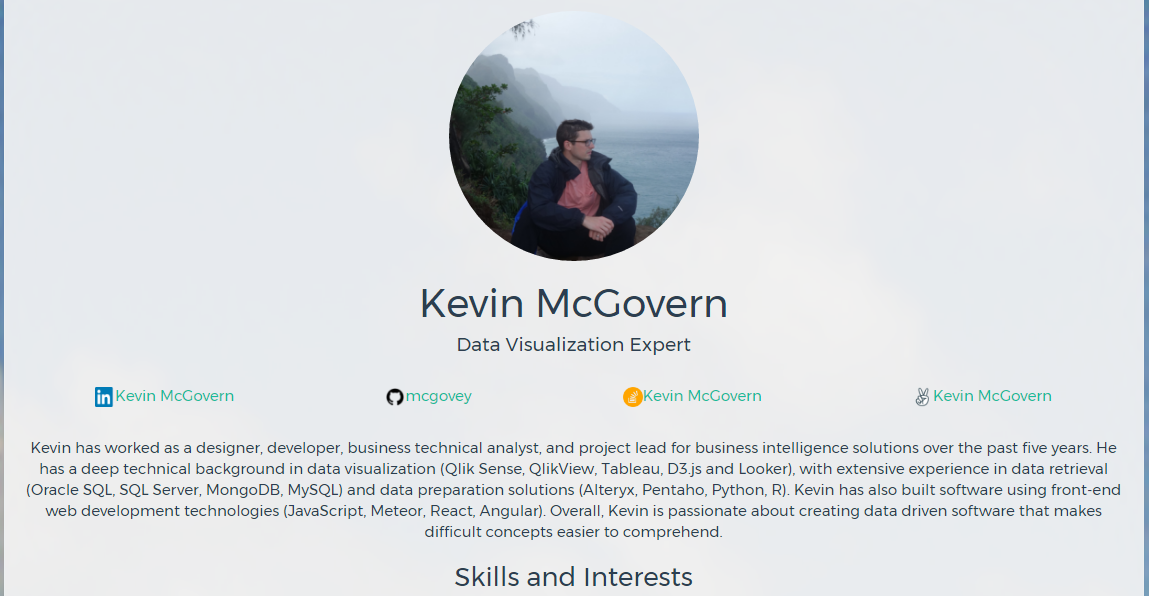 Kevin McGovern
Data Visualization Expert
Kevin McGovern
mcgovey
Kevin McGovern
Kevin McGovern
Kevin has worked as a designer, developer, business technical analyst, and project lead for business intelligence solutions over the past five years. He
has a deep technical background in data visualization (Qlik Sense, QlikView, Tableau, D3.js and Looker), with extensive experience in data retrieval
(Oracle SQL, SQL Server, MongoDB, MySQL) and data preparation solutions (Alteryx, Pentaho, Python, R). Kevin has also built software using front-end
web development technologies (JavaScript, Meteor, React, Angular). Overall, Kevin is passionate about creating data driven software that makes
difficult concepts easier to comprehend.
Skills and Interests